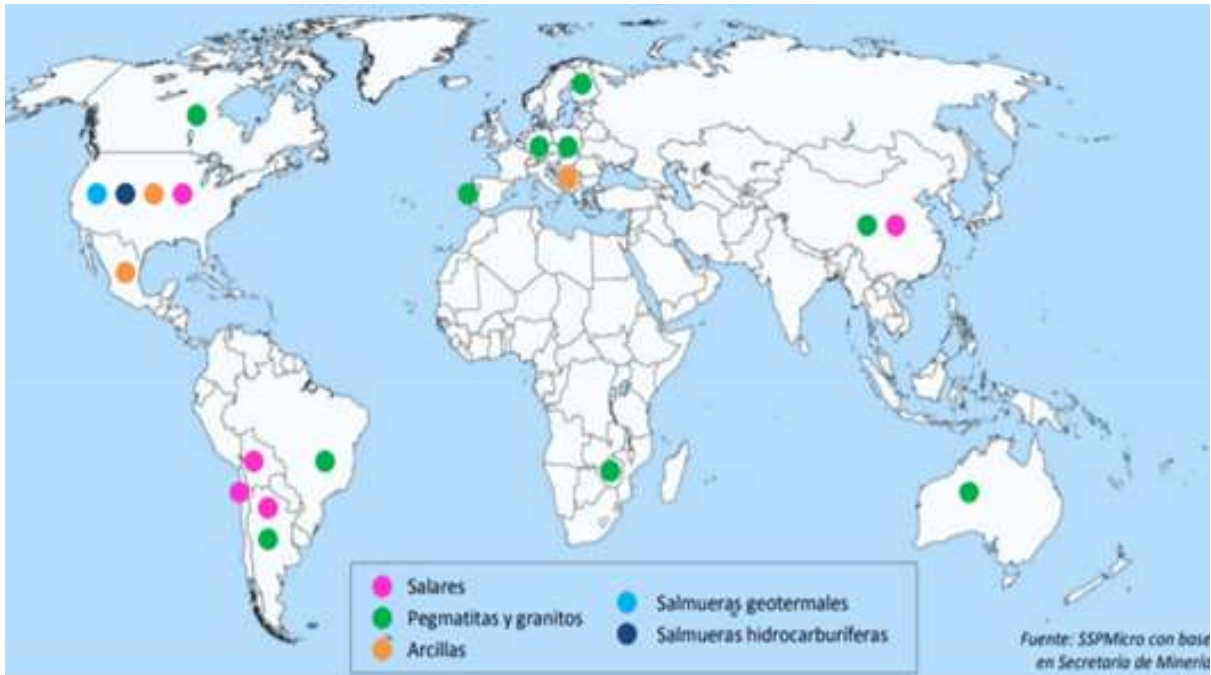 Salares
Pegmatitas y granitos
Arcillas
Salmueras geotermales
Salmueras hidrocarburíferas
Fuente: SSPMicro con base
en Secretaría de Minería